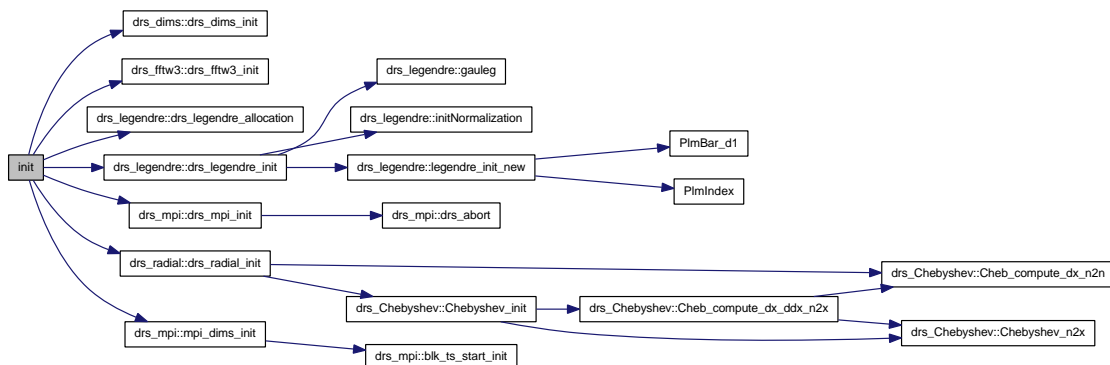 init
drs_dims::drs_dims_init
drs_fftw3::drs_fftw3_init
drs_legendre::drs_legendre_allocation
drs_legendre::drs_legendre_init
drs_mpi::drs_mpi_init
drs_radial::drs_radial_init
drs_mpi::mpi_dims_init
drs_legendre::gauleg
drs_legendre::initNormalization
drs_legendre::legendre_init_new
drs_mpi::drs_abort
drs_Chebyshev::Chebyshev_init
drs_mpi::blk_ts_start_init
PlmBar_d1
PlmIndex
drs_Chebyshev::Cheb_compute_dx_ddx_n2x
drs_Chebyshev::Cheb_compute_dx_n2n
drs_Chebyshev::Chebyshev_n2x